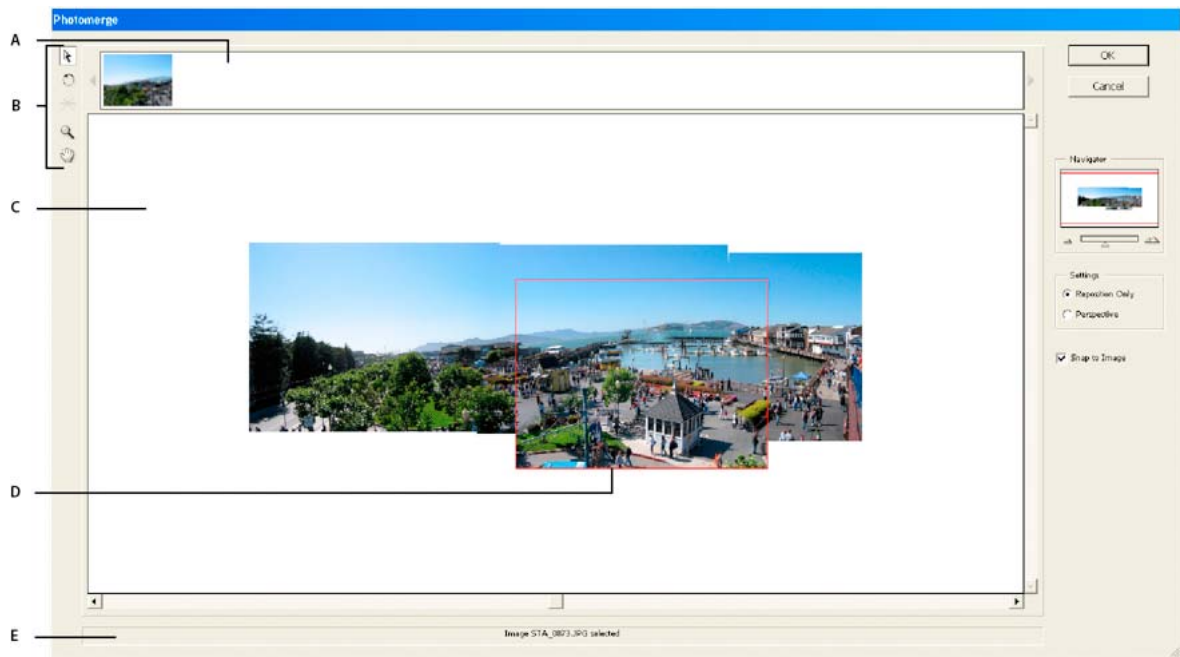 Photomerge
A
OK
B
Cancel
Navigator
C
Settings
Reposition Only
Perspective
Snap to Image
D
E
Image STA_0873.JPG selected